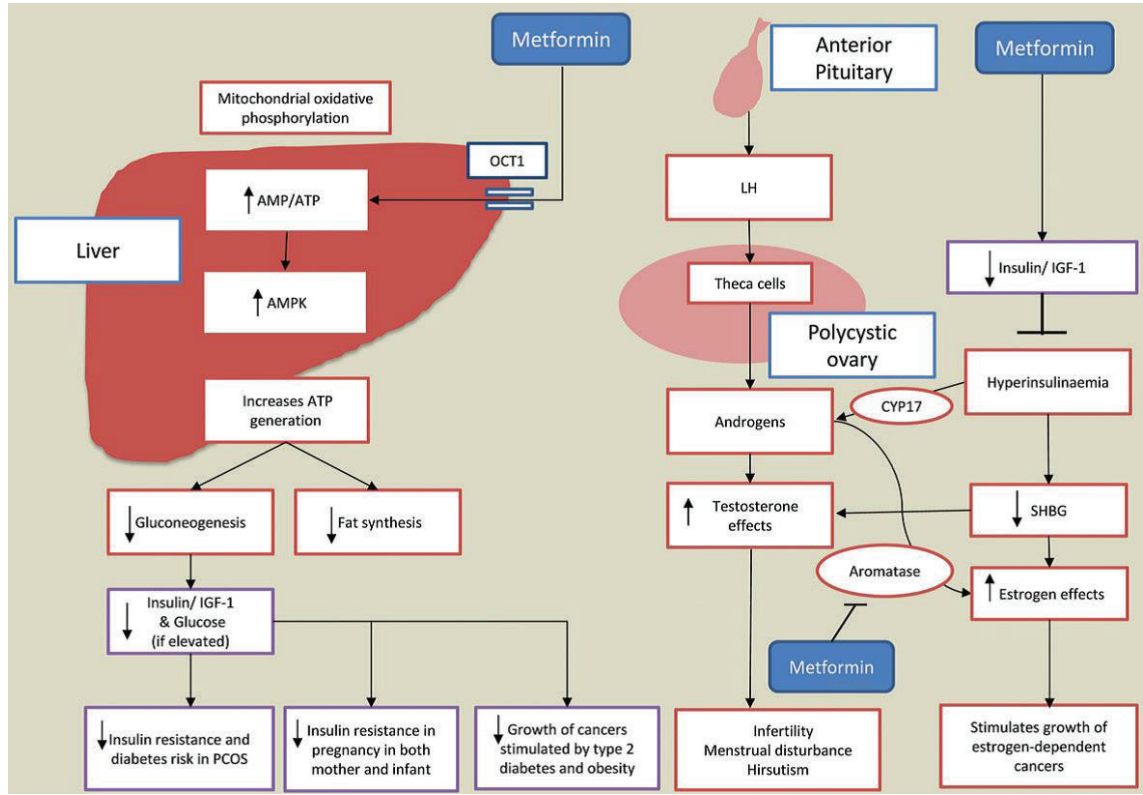 Metformin
Mitochondrial oxidative
phosphorylation
OCT1
AMP/ATP
Liver
AMPK
Increases ATP
generation
Gluconeogenesis
Fat synthesis
Insulin/ IGF-1
& Glucose
(if elevated)
Insulin resistance and
diabetes risk in PCOS
Insulin resistance in
pregnancy in both
mother and infant
Growth of cancers
stimulated by type 2
diabetes and obesity
Anterior
Pituitary
LH
Theca cells
Polycystic
ovary
Androgens
Testosterone
effects
Infertility
Menstrual disturbance
Hirsutism
Metformin
Insulin/ IGF-1
Hyperinsulinaemia
CYP17
SHBG
Aromatase
Estrogen effects
Metformin
Stimulates growth of
estrogen-dependent
cancers